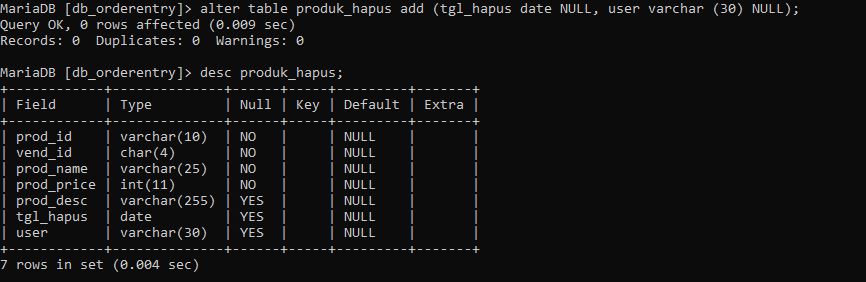 MariaDB [db_orderentry]> alter table produk_hapus add (tgl_hapus date NULL, user varchar (30) NULL);
Query OK, 0 rows affected (0.009 sec)
Records: 0  Duplicates: 0  Warnings: 0

MariaDB [db_orderentry]> desc produk_hapus;
+------------+--------------+------+-----+---------+-------+
| Field      | Type         | Null | Key | Default | Extra |
+------------+--------------+------+-----+---------+-------+
| prod_id    | varchar(10)  | NO   |     | NULL    |       |
| vend_id    | char(4)      | NO   |     | NULL    |       |
| prod_name  | varchar(25)  | NO   |     | NULL    |       |
| prod_price | int(11)      | NO   |     | NULL    |       |
| prod_desc  | varchar(255) | YES  |     | NULL    |       |
| tgl_hapus  | date         | YES  |     | NULL    |       |
| user       | varchar(30)  | YES  |     | NULL    |       |
+------------+--------------+------+-----+---------+-------+
7 rows in set (0.004 sec)